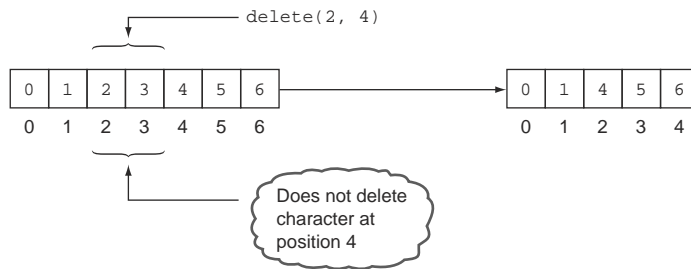 delete(2, 4)
0 1 2 3 4 5 6
0 1 4 5 6
0 1 2 3 4 5 6
0 1 2 3 4
Does not delete
character at
position 4